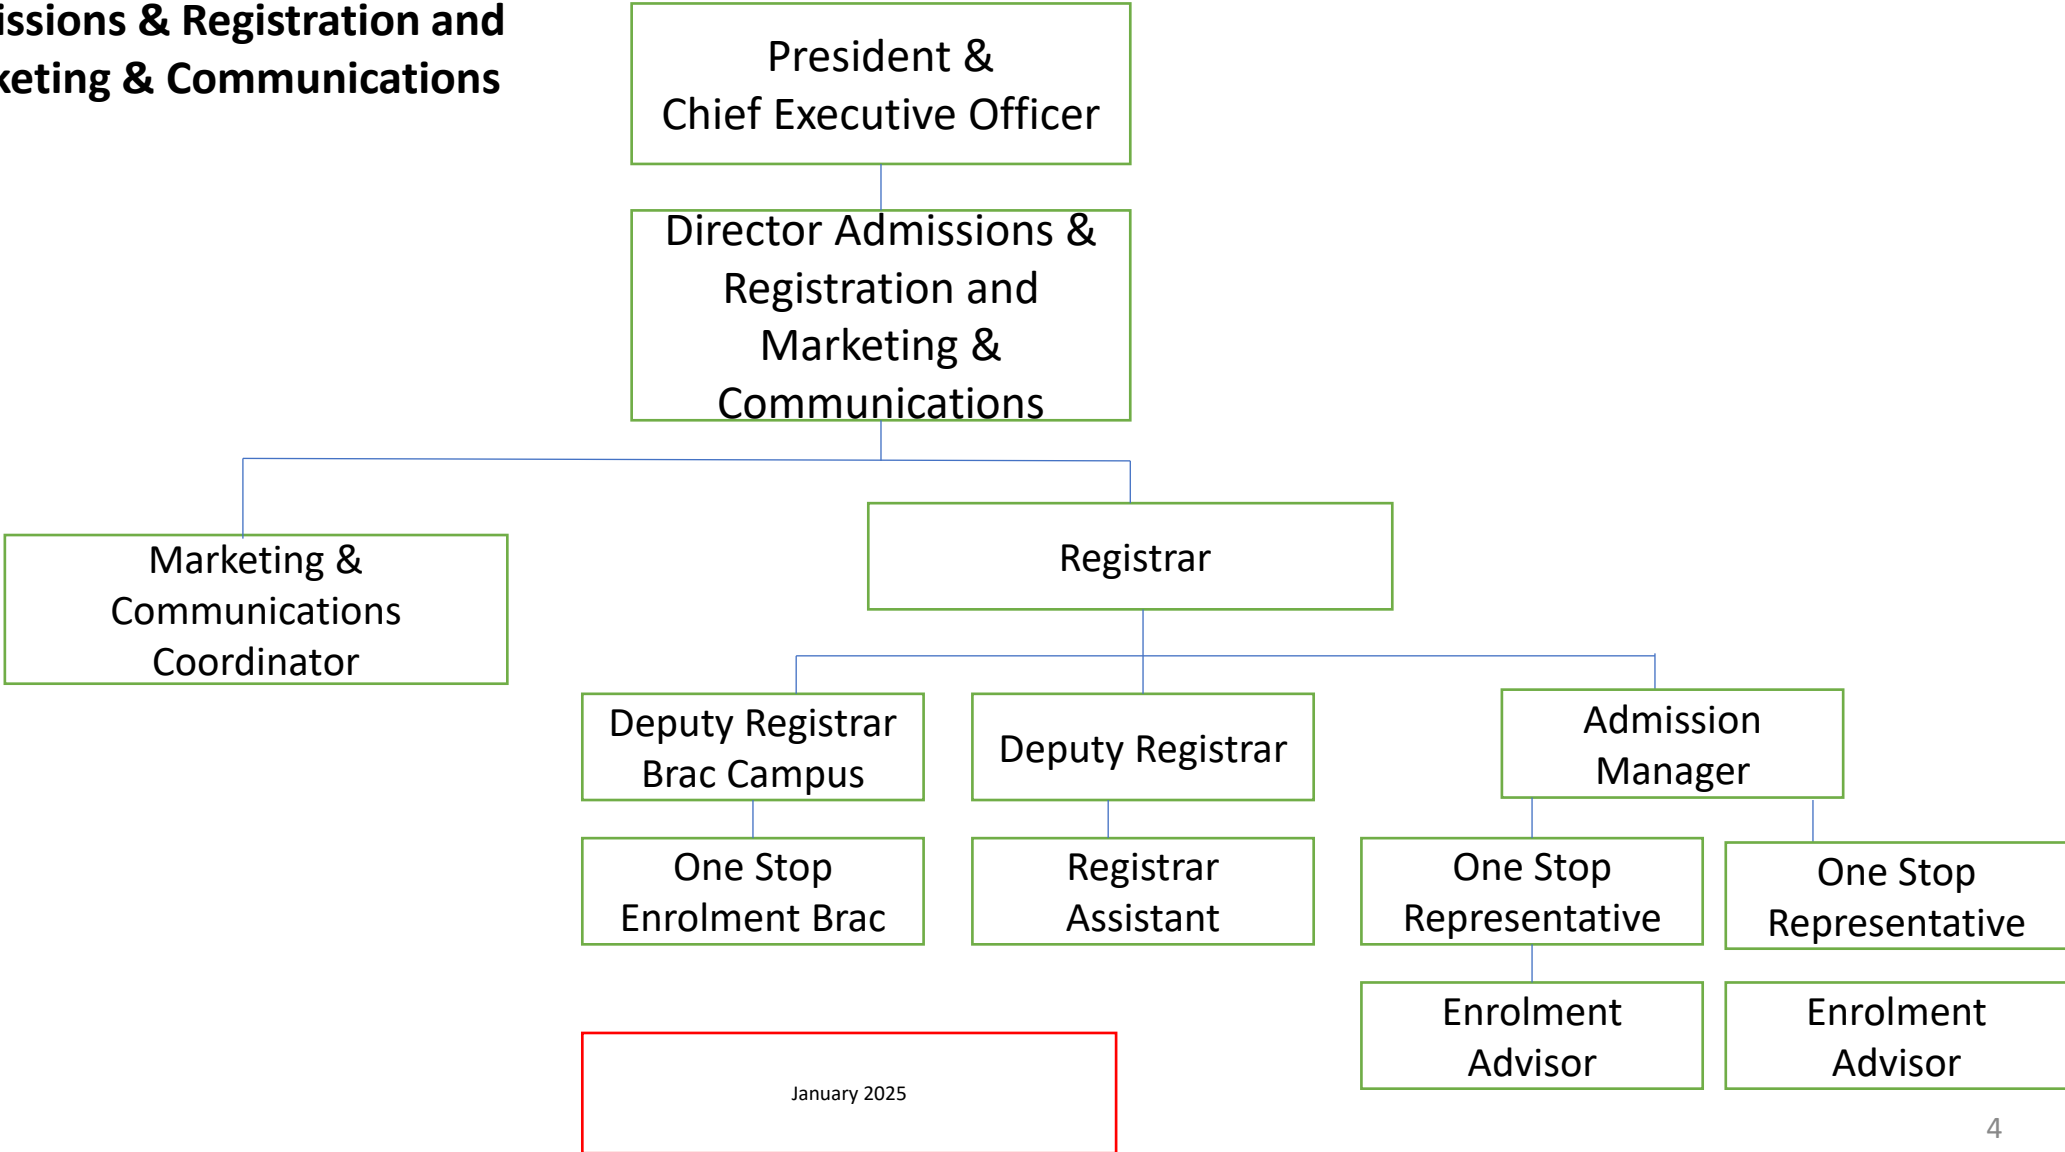 issions & Registration and
keting & Communications
President &
Chief Executive Officer
Director Admissions &
Registration and
Marketing &
Communications
Marketing &
Communications
Coordinator
Registrar
Deputy Registrar
Brac Campus
Deputy Registrar
Admission
Manager
One Stop
Enrolment Brac
Registrar
Assistant
One Stop
Representative
One Stop
Representative
Enrolment
Advisor
Enrolment
Advisor
January 2025
4